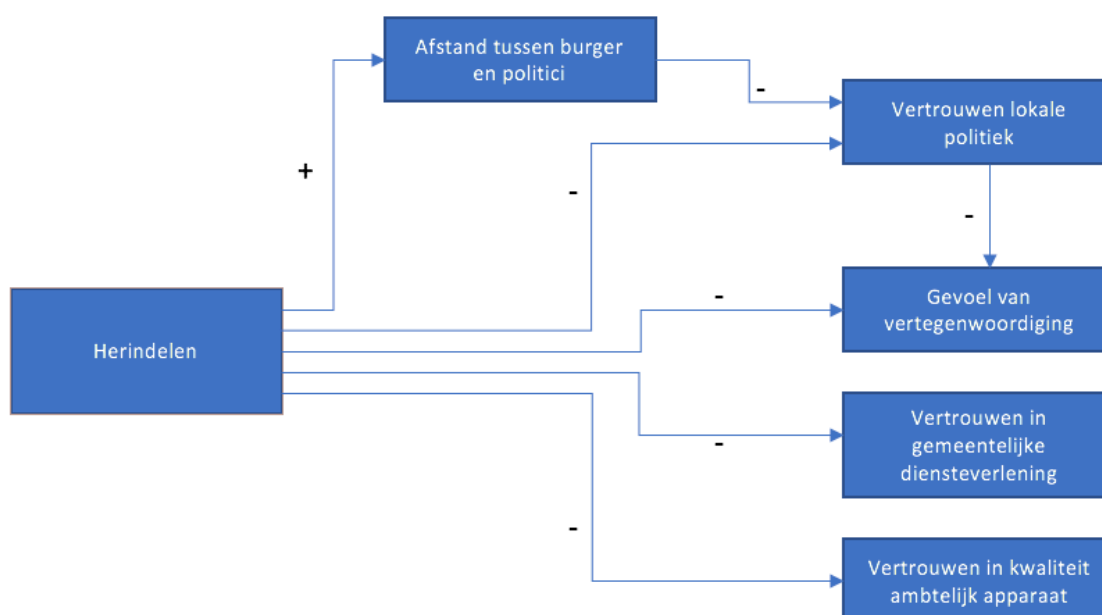 Afstand tussen burger
en politici
-
Vertrouwen lokale
politiek
+
-
-
-
Gevoel van
vertegenwoordiging
Herindelen
-
Vertrouwen in
gemeentelijke
diensteverlening
-
Vertrouwen in kwaliteit
ambtelijk apparaat